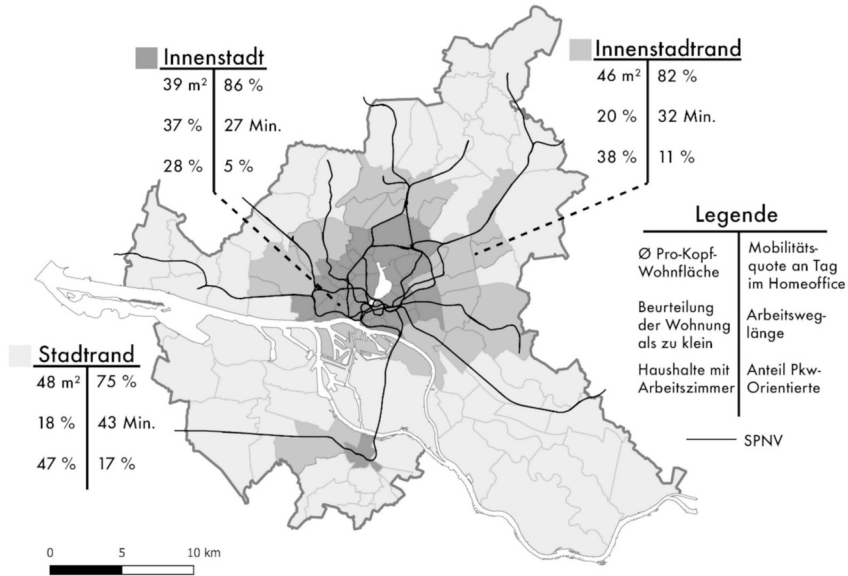 Innenstadt
39 m² 86 %
37 % 27 Min.
28 % 5 %
Innenstadtrand
46 m² 82 %
20 % 32 Min.
38 % 11 %
Legende
Ø Pro-Kopf-
Wohnfläche
Mobilitäts-
quote an Tag
im Homeoffice
Beurteilung
der Wohnung
als zu klein
Arbeitsweg-
länge
Haushalte mit
Arbeitszimmer
Anteil Pkw-
Orientierte
SPNV
Stadtrand
48 m² 75 %
18 % 43 Min.
47 % 17 %
0 5 10 km